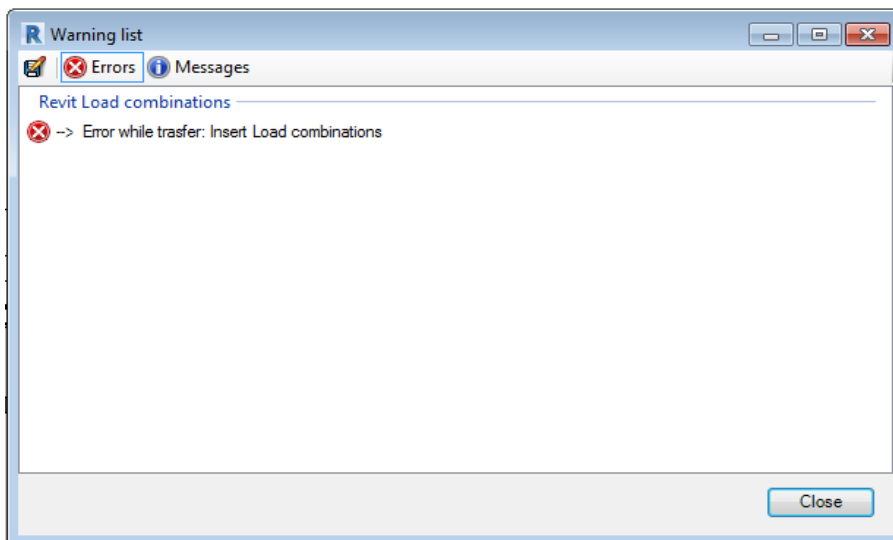 Warning list
Errors Messages
Revit Load combinations
--> Error while trasfer: Insert Load combinations
Close